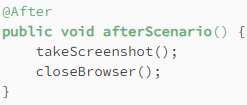 @After
public void afterScenario() {
    takeScreenshot();
    closeBrowser();
}